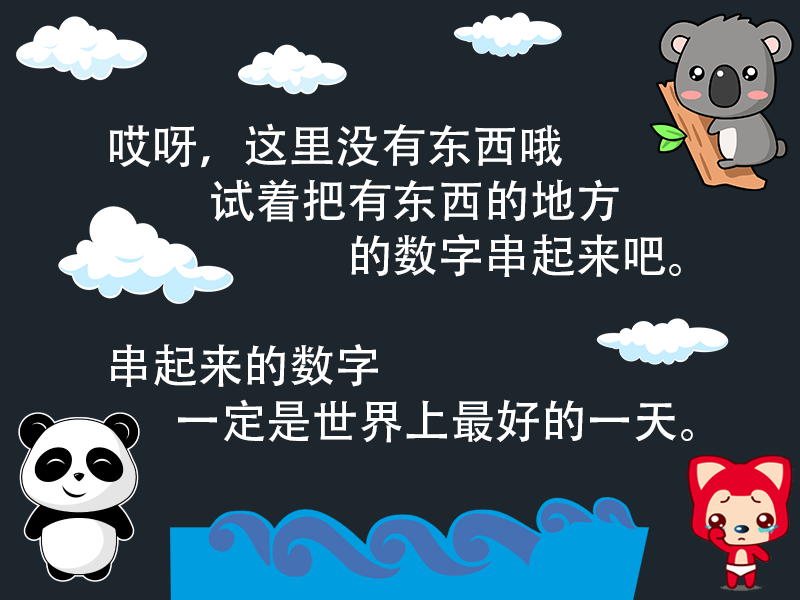 哎呀，这里没有东西哦
试着把有东西的地方
的数字串起来吧。
串起来的数字
一定是世界上最好的一天。